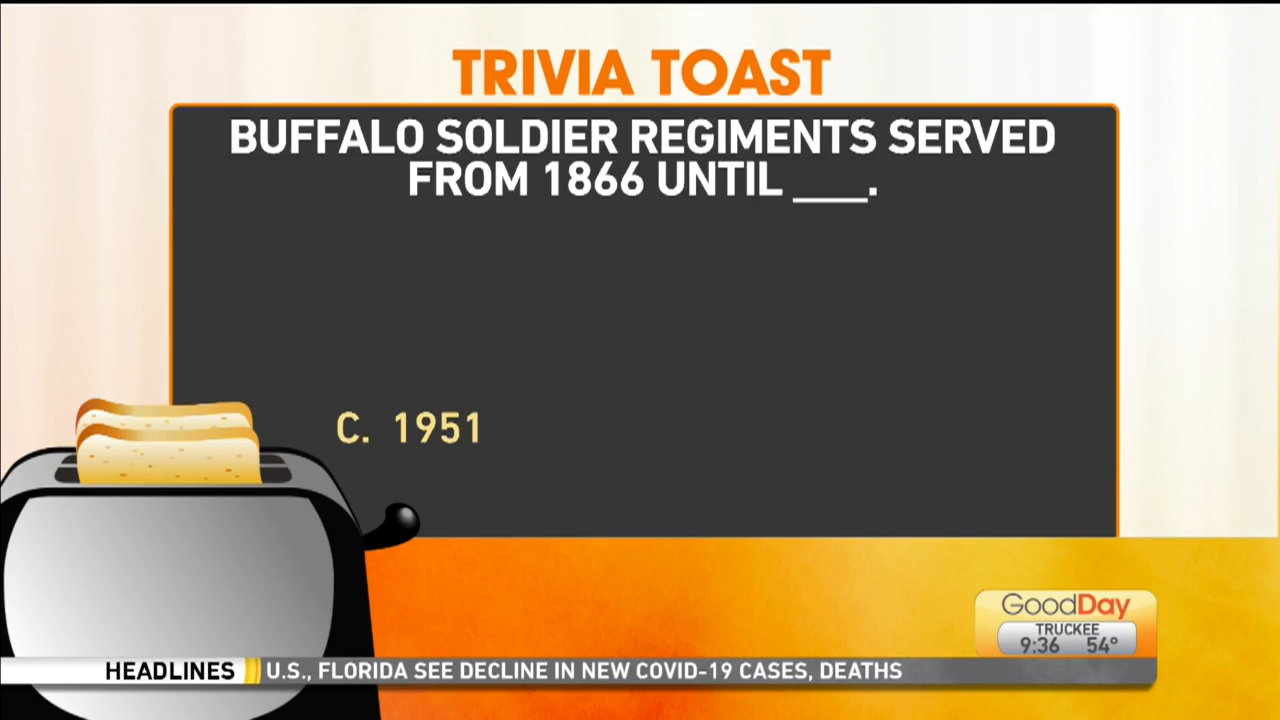 TRIVIA TOAST
BUFFALO SOLDIER REGIMENTS SERVED
FROM 1866 UNTIL ___.
C. 1951
GoodDay
TRUCKEE
9:36 54°
HEADLINES U.S., FLORIDA SEE DECLINE IN NEW COVID-19 CASES, DEATHS